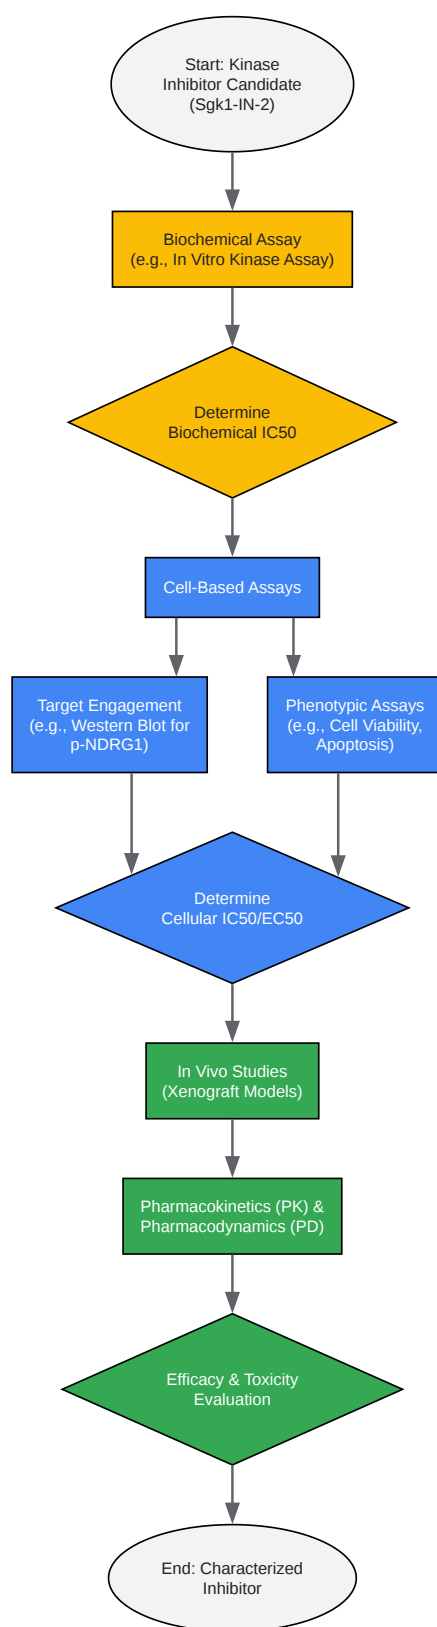 Start: Kinase
Inhibitor Candidate
(Sgk1-IN-2)
Biochemical Assay
(e.g., In Vitro Kinase Assay)
Determine
Biochemical IC50
Cell-Based Assays
Target Engagement
(e.g., Western Blot for
p-NDRG1)
Phenotypic Assays
(e.g., Cell Viability,
Apoptosis)
Determine
Cellular IC50/EC50
In Vivo Studies
(Xenograft Models)
Pharmacokinetics (PK) &
Pharmacodynamics (PD)
Efficacy & Toxicity
Evaluation
End: Characterized
Inhibitor